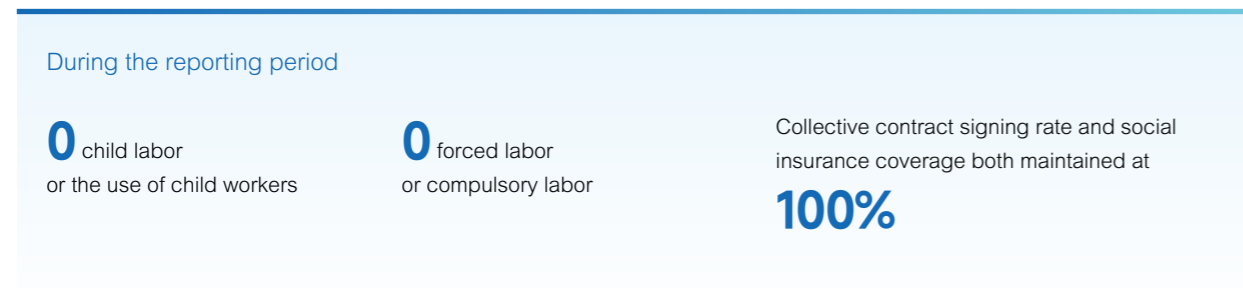 During the reporting period
0 child labor
or the use of child workers
0 forced labor
or compulsory labor
Collective contract signing rate and social
insurance coverage both maintained at
100%